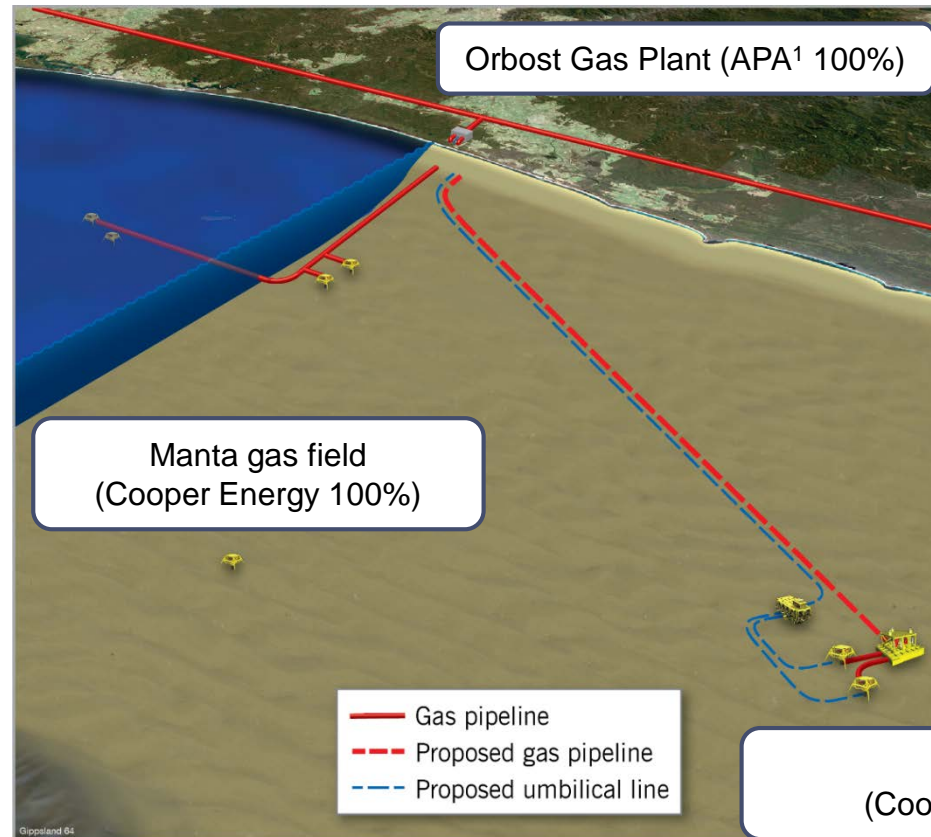 Orbost Gas Plant (APA¹ 100%)
Manta gas field
(Cooper Energy 100%)
Gas pipeline
Proposed gas pipeline
Proposed umbilical line
(Coo
Gippsland 64